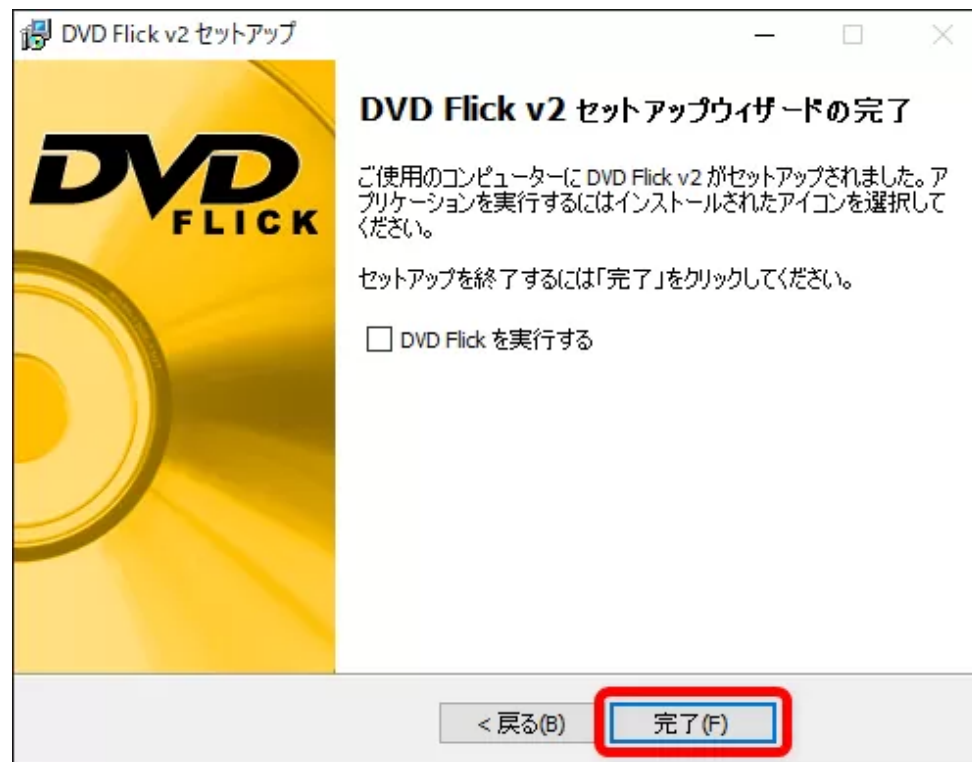 DVD Flick v2 セットアップ
DVD
FLICK
DVD Flick v2 セットアップウィザードの完了
ご使用のコンピューターに DVD Flick v2 がセットアップされました。ア
プリケーションを実行するにはインストールされたアイコンを選択して
ください。
セットアップを終了するには「完了」をクリックしてください。
DVD Flick を実行する
< 戻る(B)
完了(F)